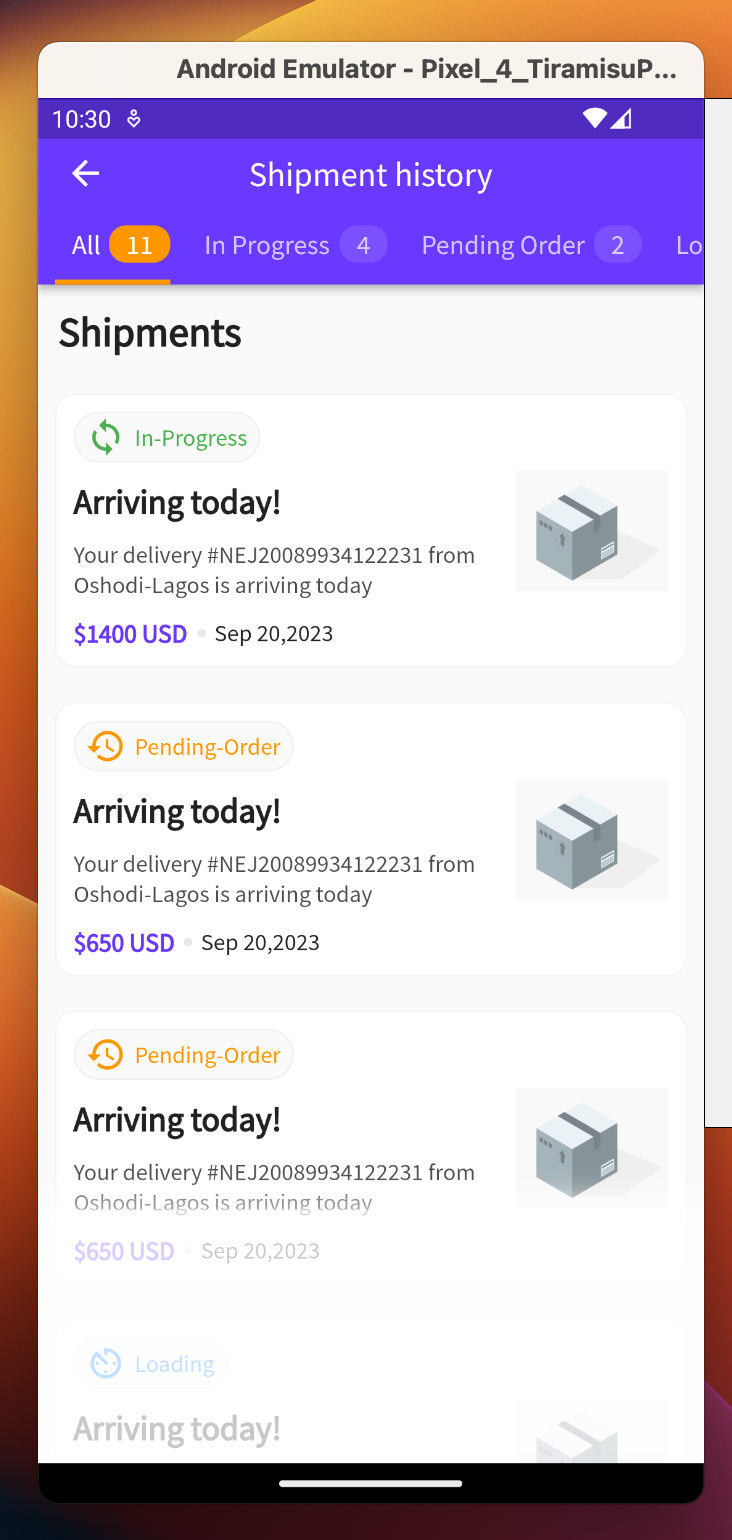 Android Emulator - Pixel_4_TiramisuP...
10:30
Shipment history
All 11 In Progress 4 Pending Order 2 Lo
Shipments
In-Progress
Arriving today!
Your delivery #NEJ20089934122231 from
Oshodi-Lagos is arriving today
$1400 USD Sep 20,2023
Pending-Order
Arriving today!
Your delivery #NEJ20089934122231 from
Oshodi-Lagos is arriving today
$650 USD Sep 20,2023
Pending-Order
Arriving today!
Your delivery #NEJ20089934122231 from
Oshodi-Lagos is arriving today
$650 USD Sep 20,2023
Loading
Arriving today!